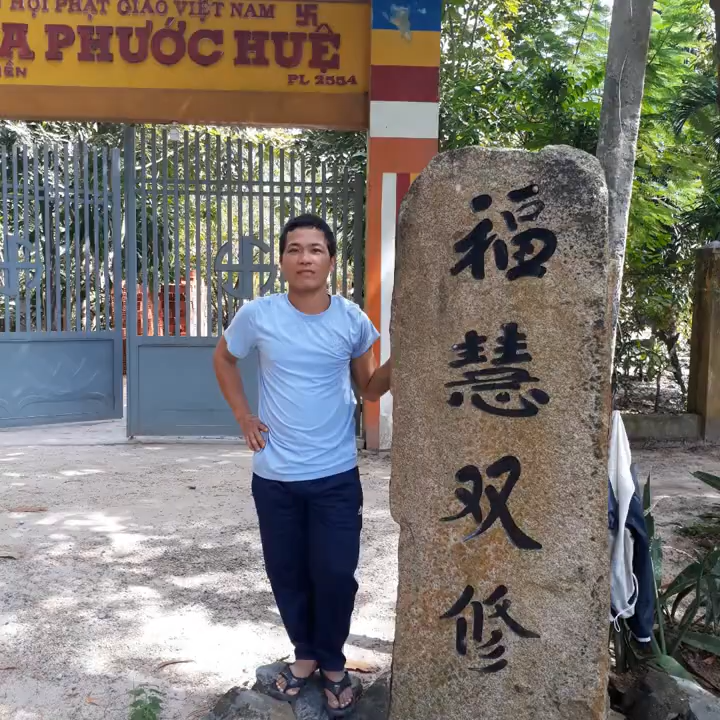 HỘI PHẬT GIÁO VIỆT NAM 卐
A PHƯỚC HUỆ
PL 2554
福
慧
双
修